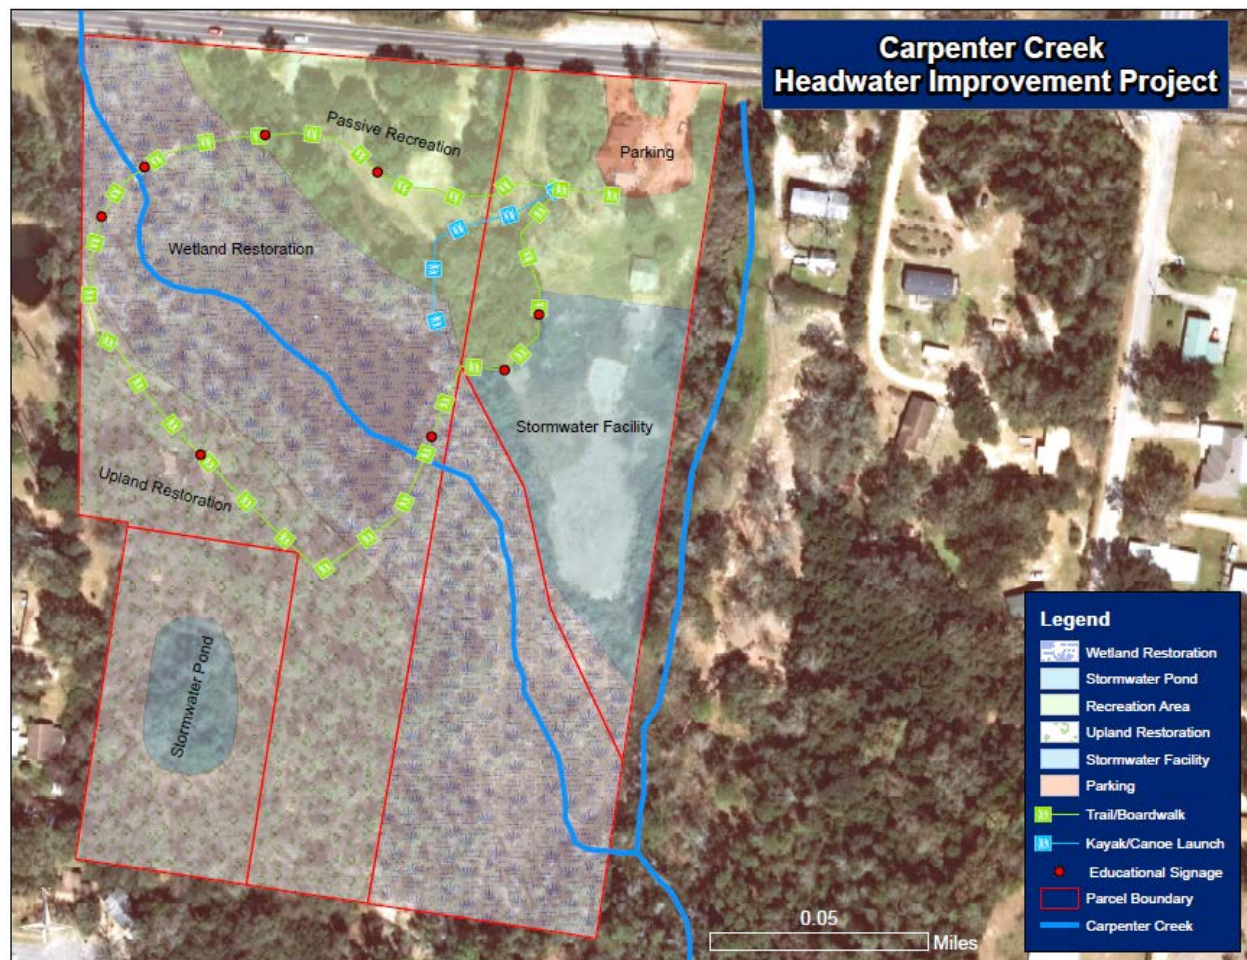 Carpenter Creek
Headwater Improvement Project
Passive Recreation
Parking
Wetland Restoration
Stormwater Facility
Upland Restoration
Stormwater Pond
Legend
Wetland Restoration
Stormwater Pond
Recreation Area
Upland Restoration
Stormwater Facility
Parking
Trail/Boardwalk
Kayak/Canoe Launch
Educational Signage
Parcel Boundary
Carpenter Creek
0.05
Miles